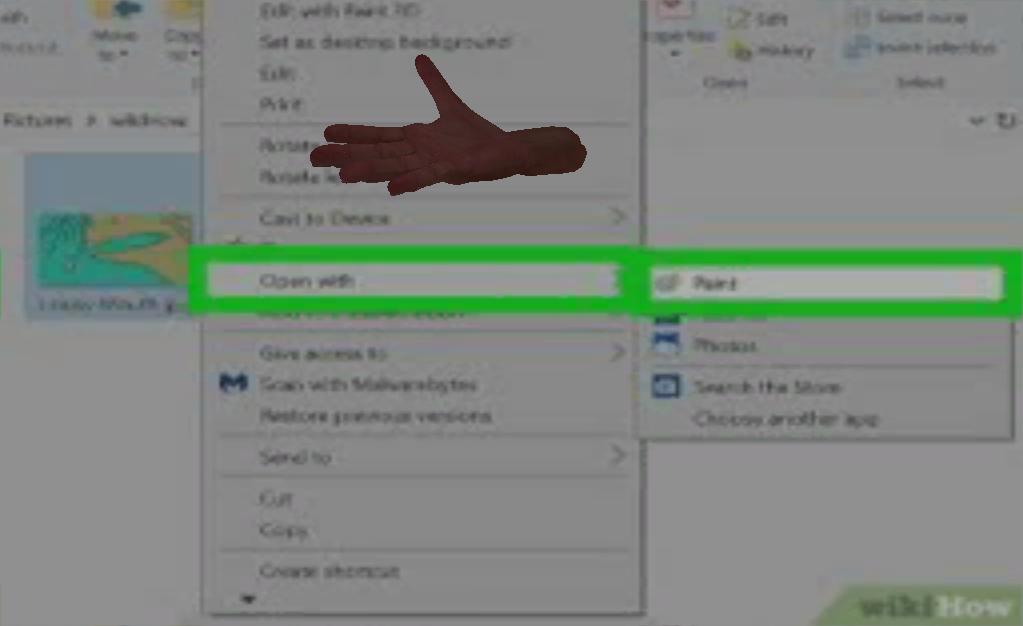 Edit with Paint 3D
Set as desktop background
Edit
Print
Rotate
Rotate
Cast to Device
Open with
Give access to
Scan with Malwarebytes
Restore previous versions
Send to
Cut
Copy
Create shortcut
Move
to
Copy
to
Edit
History
Open
Select none
Invert selection
Select
Pictures > wikihow
Paint
Photos
Search the Store
Choose another app
wikiHow